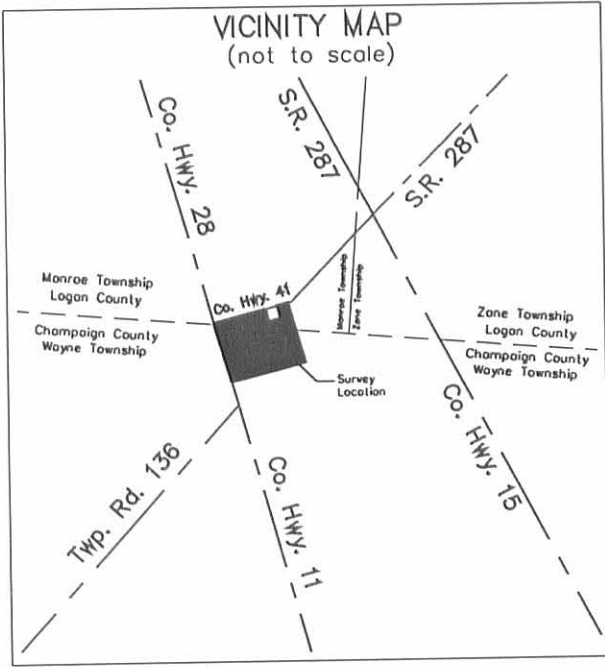 VICINITY MAP
(not to scale)
Co. Hwy. 28
S.R. 287
S.R. 287
Monroe Township
Logan County
Champaign County
Wayne Township
Co. Hwy. 41
Monroe Township
Zane Township
Zane Township
Logan County
Champaign County
Wayne Township
Survey
Location
Twp. Rd. 136
Co. Hwy. 11
Co. Hwy. 15